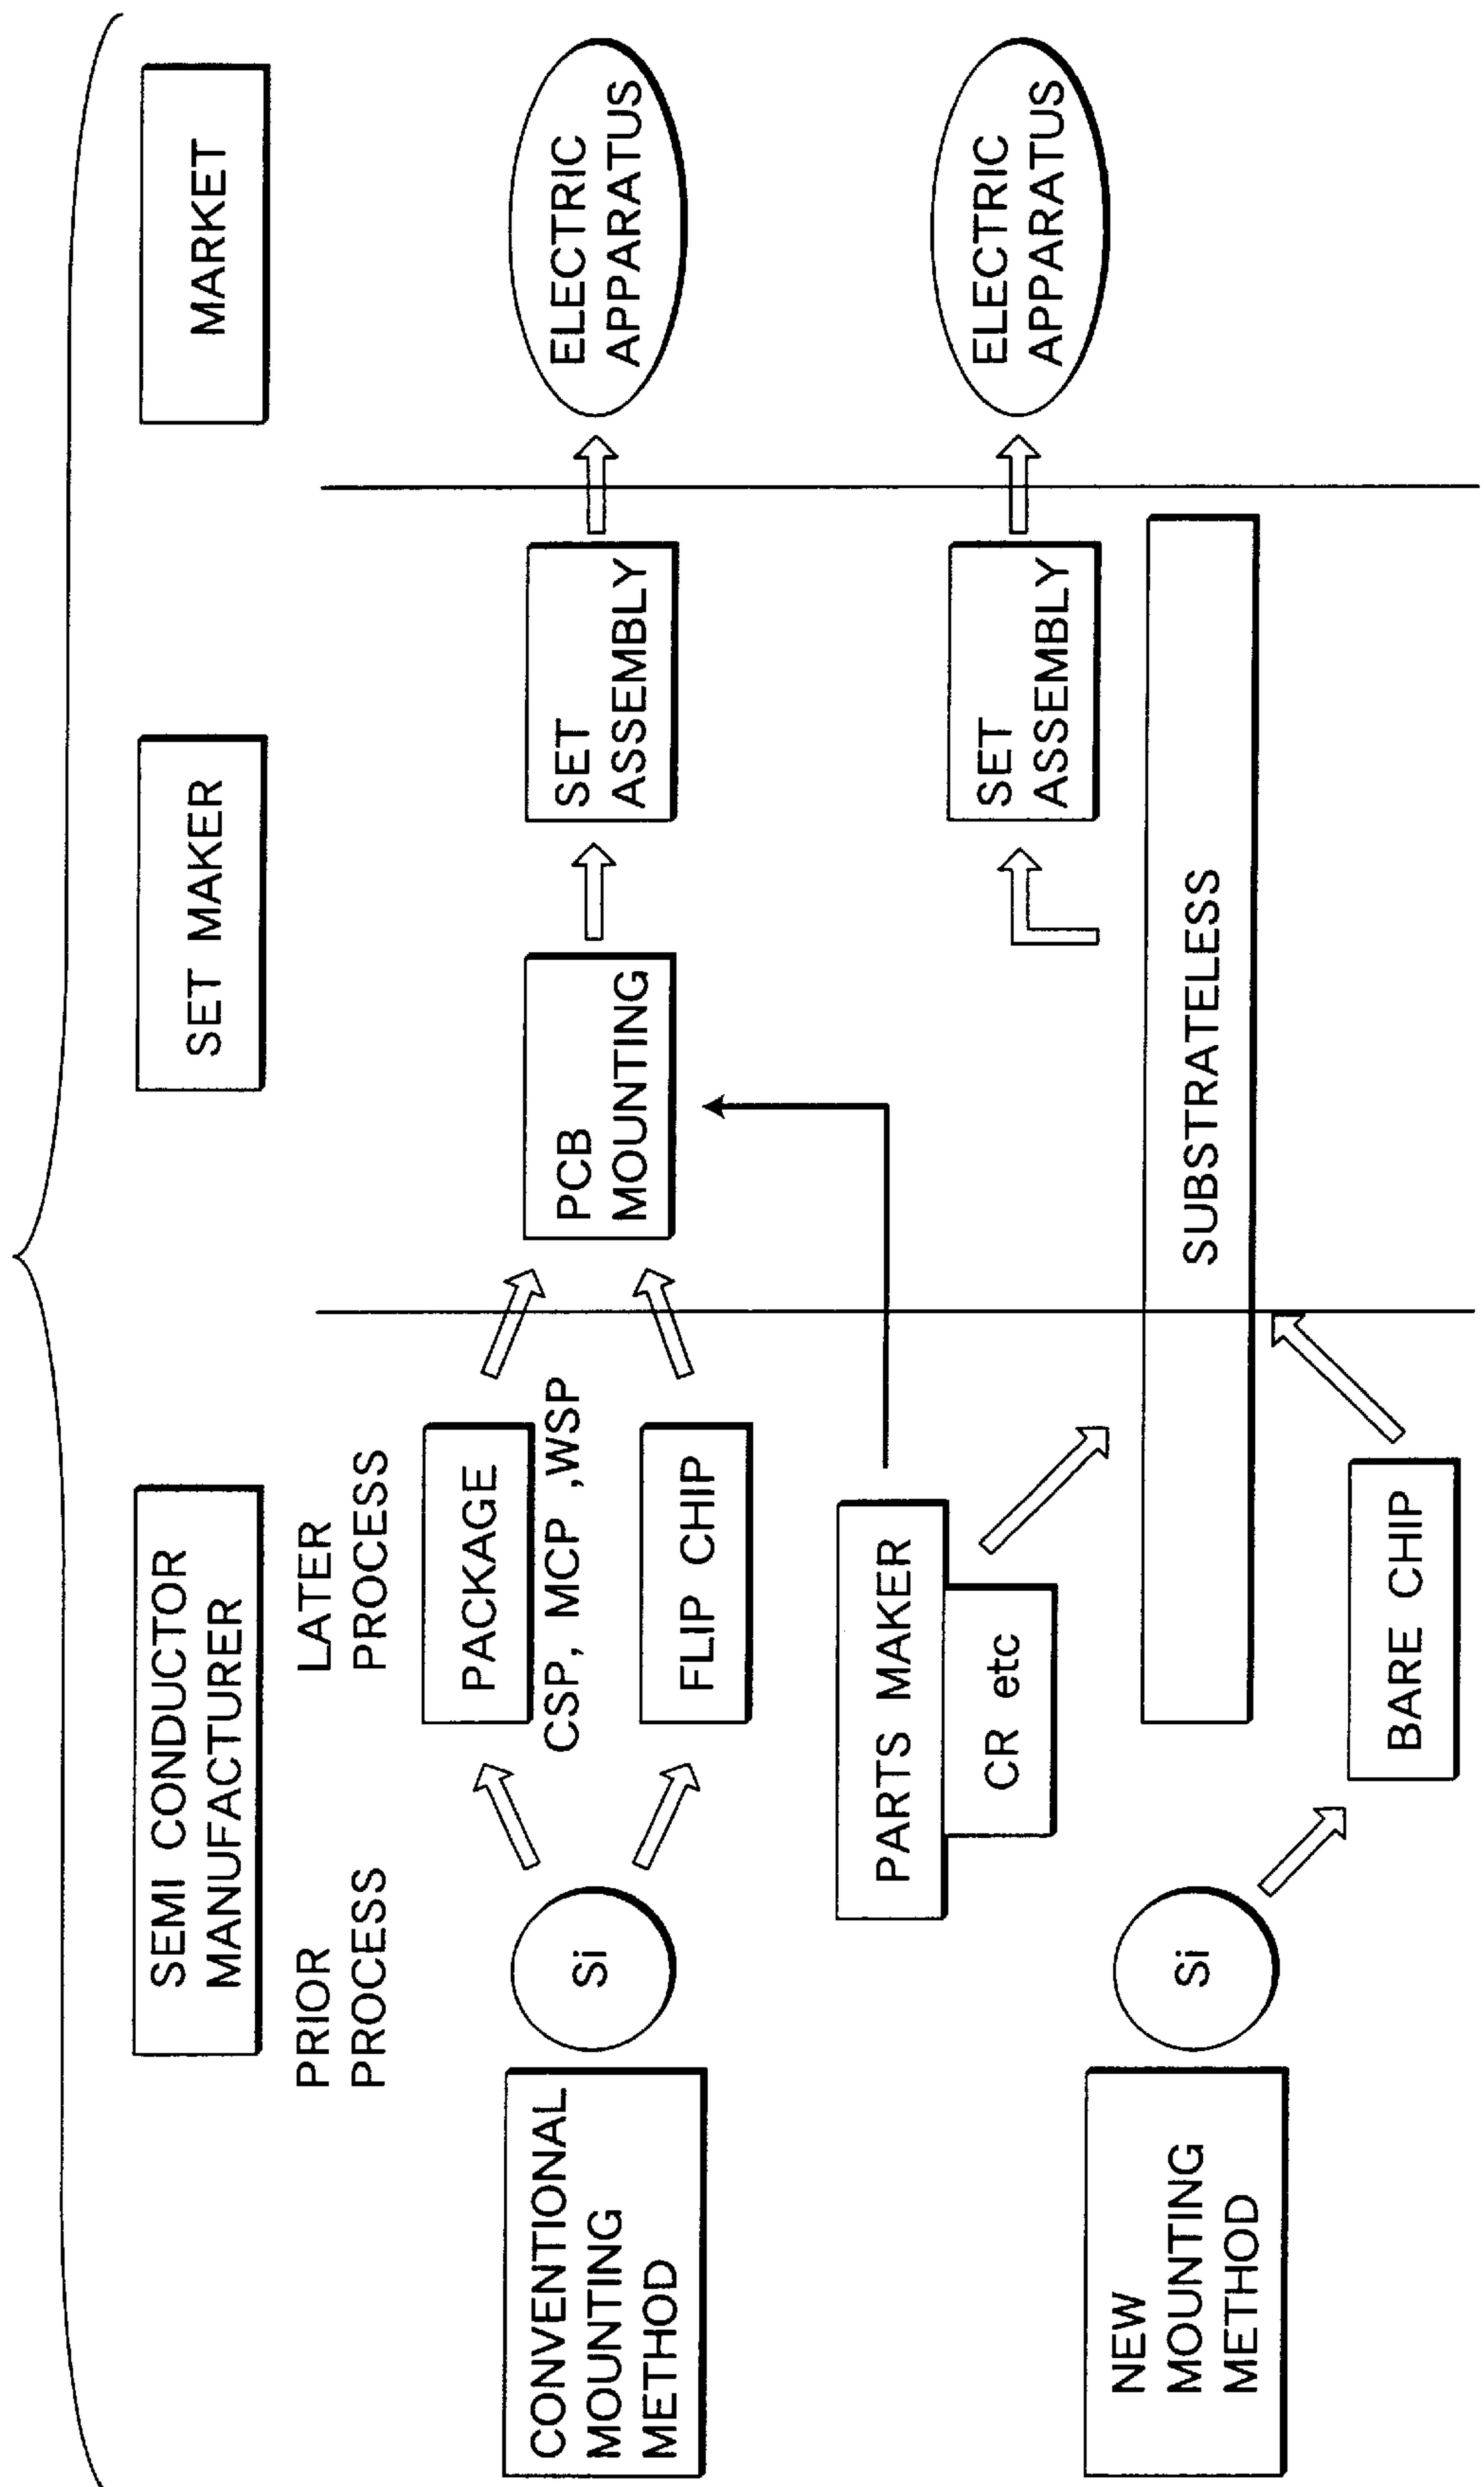 SEMI CONDUCTOR
MANUFACTURER
SET MAKER
MARKET
PRIOR
PROCESS
LATER
PROCESS
CONVENTIONAL
MOUNTING
METHOD
Si
PACKAGE
CSP, MCP ,WSP
FLIP CHIP
PCB
MOUNTING
SET
ASSEMBLY
ELECTRIC
APPARATUS
PARTS MAKER
CR etc
SET
ASSEMBLY
ELECTRIC
APPARATUS
NEW
MOUNTING
METHOD
Si
SUBSTRATELESS
BARE CHIP